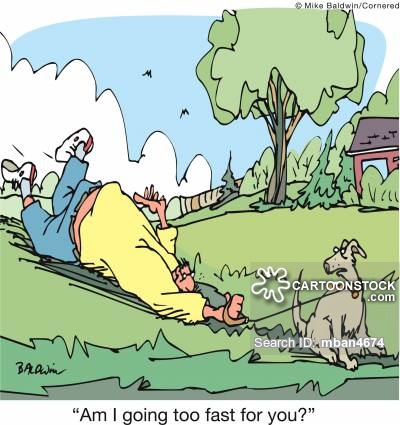 © Mike Baldwin/Cornered
CARTOONSTOCK
.com
Search ID: mban4674
BALDWIN
"Am I going too fast for you?"